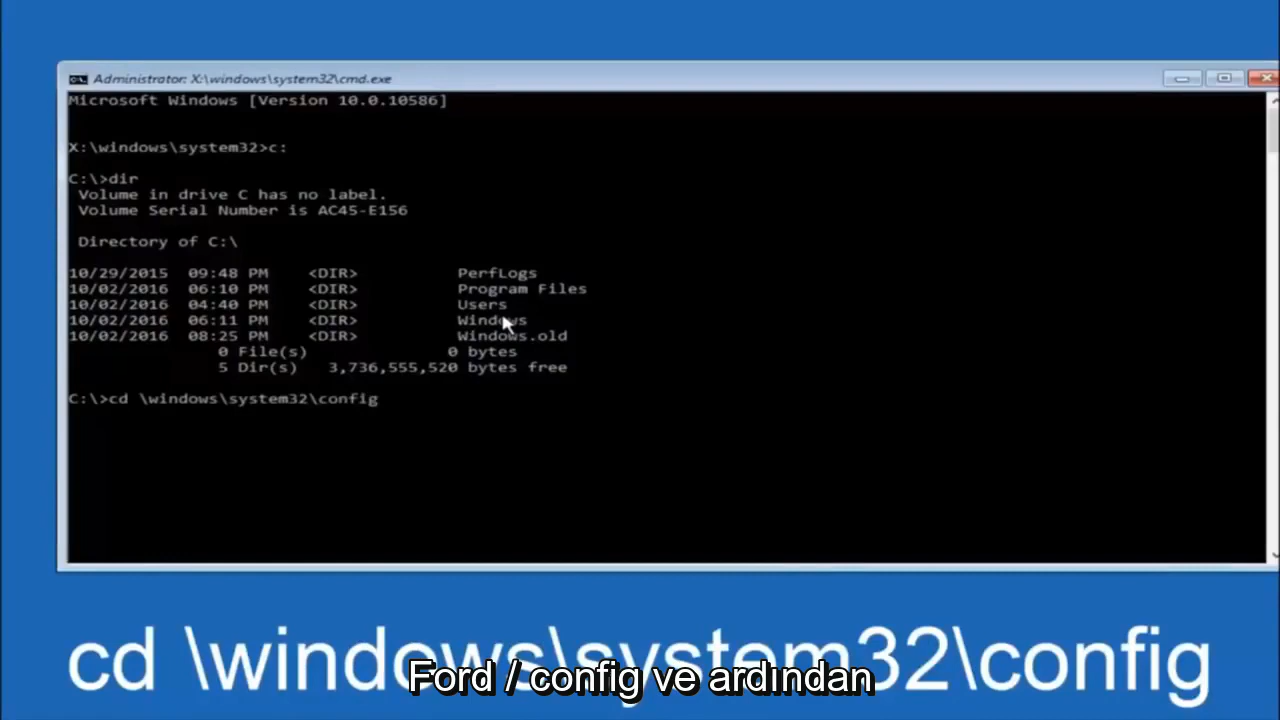 Administrator: X:\windows\system32\cmd.exe
Microsoft Windows [Version 10.0.10586]
X:\windows\system32>c:
C:\>dir
Volume in drive C has no label.
Volume Serial Number is AC45-E156
Directory of C:\
10/29/2015 09:48 PM <DIR> PerfLogs
10/02/2016 06:10 PM <DIR> Program Files
10/02/2016 04:40 PM <DIR> Users
10/02/2016 06:11 PM <DIR> Windows
10/02/2016 08:25 PM <DIR> Windows.old
0 File(s) 0 bytes
5 Dir(s) 3,736,555,520 bytes free
C:\>cd \windows\system32\config
cd \windows\system32\config
Ford / config ve ardından